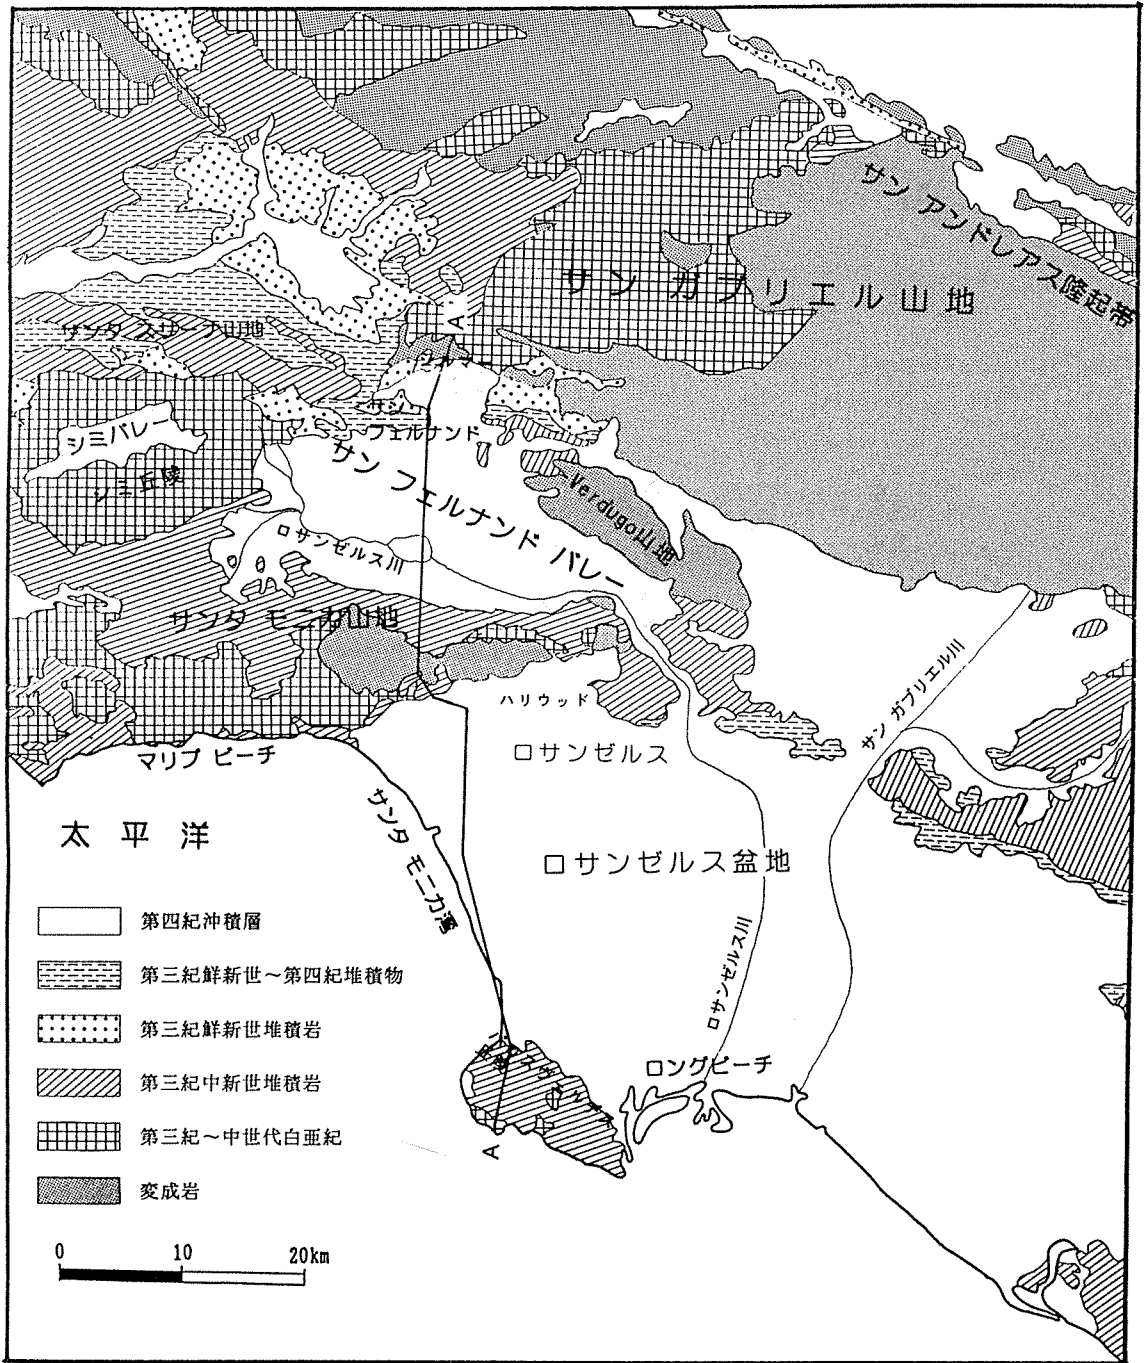 サン アンドレアス隆起帯
サン ガブリエル山地
A
サンタ スザーナ山地
シルマー
サン
フェルナンド
シミバレー
シミ丘陵
サン フェルナンド バレー
Verdugo山地
ロサンゼルス川
サンタ モニカ山地
サン ガブリエル川
ハリウッド
ロサンゼルス
マリブ ビーチ
サンタ モニカ湾
太平洋
ロサンゼルス盆地
ロサンゼルス川
第四紀沖積層
第三紀鮮新世～第四紀堆積物
第三紀鮮新世堆積岩
第三紀中新世堆積岩
第三紀～中世代白亜紀
変成岩
ロングビーチ
A
0 10 20km